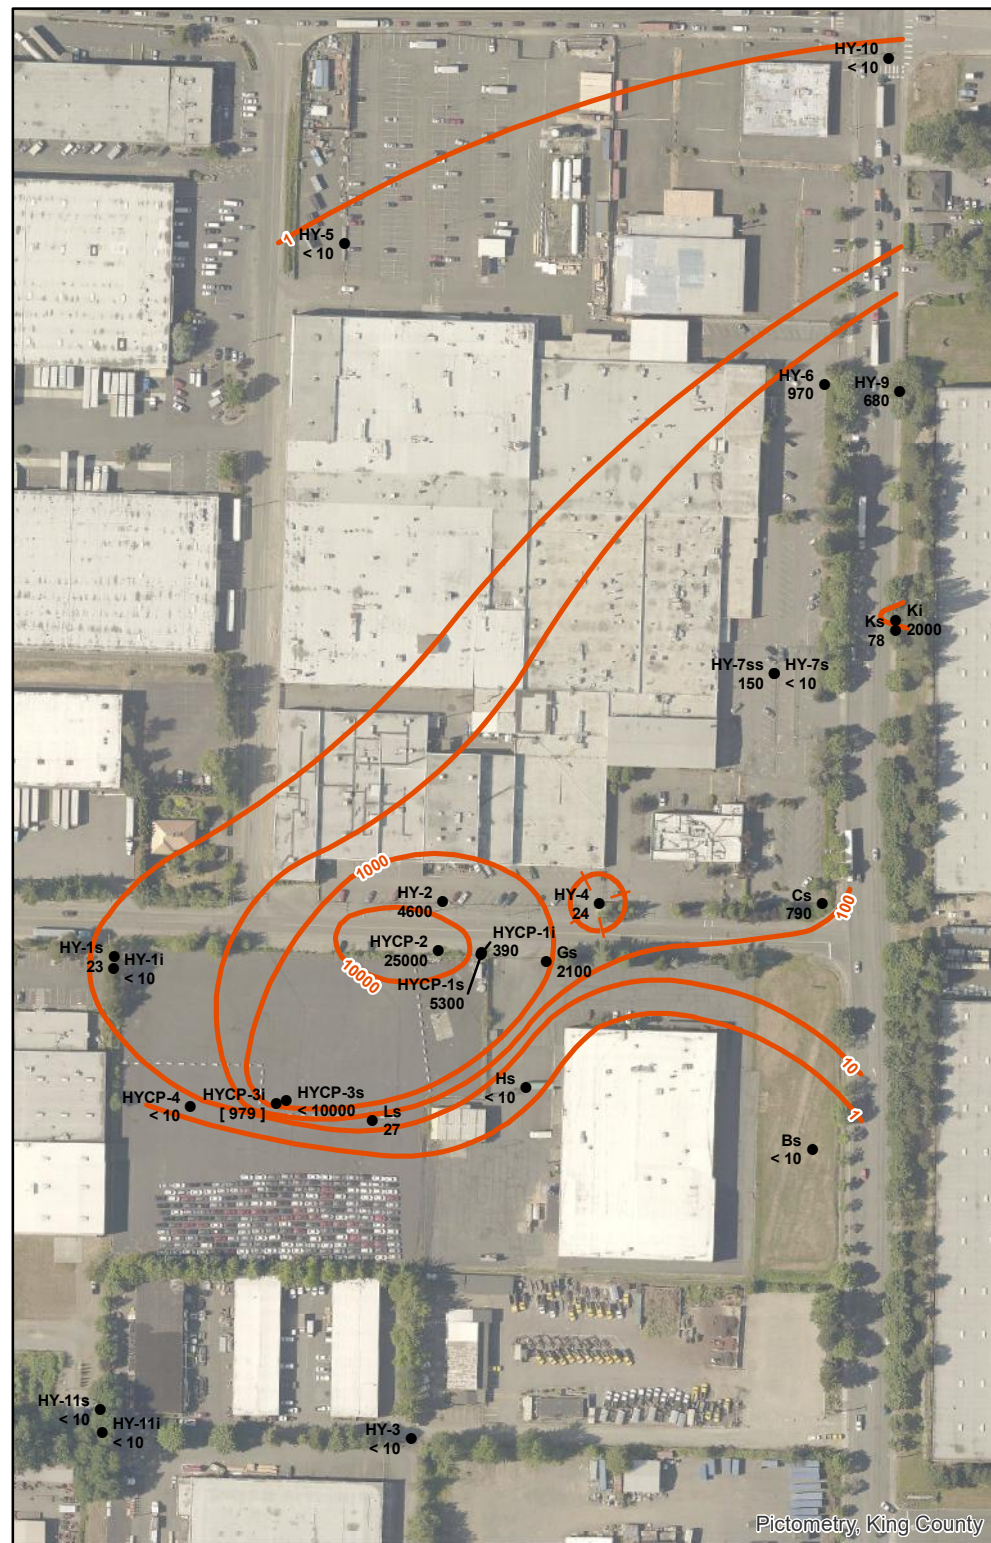 HY-10
< 10
1
HY-5
< 10
HY-6
970
HY-9
680
Ki
2000
Ks
78
HY-7ss
150
HY-7s
< 10
1000
HY-2
4600
HY-4
24
Cs
790
100
HY-1s
23
HY-1i
< 10
HYCP-2
25000
10000
HYCP-1i
390
HYCP-1s
5300
Gs
2100
10
1
HYCP-4
< 10
HYCP-3i
[ 979 ]
HYCP-3s
< 10000
Ls
27
Hs
< 10
Bs
< 10
HY-11s
< 10
HY-11i
< 10
HY-3
< 10
Pictometry, King County